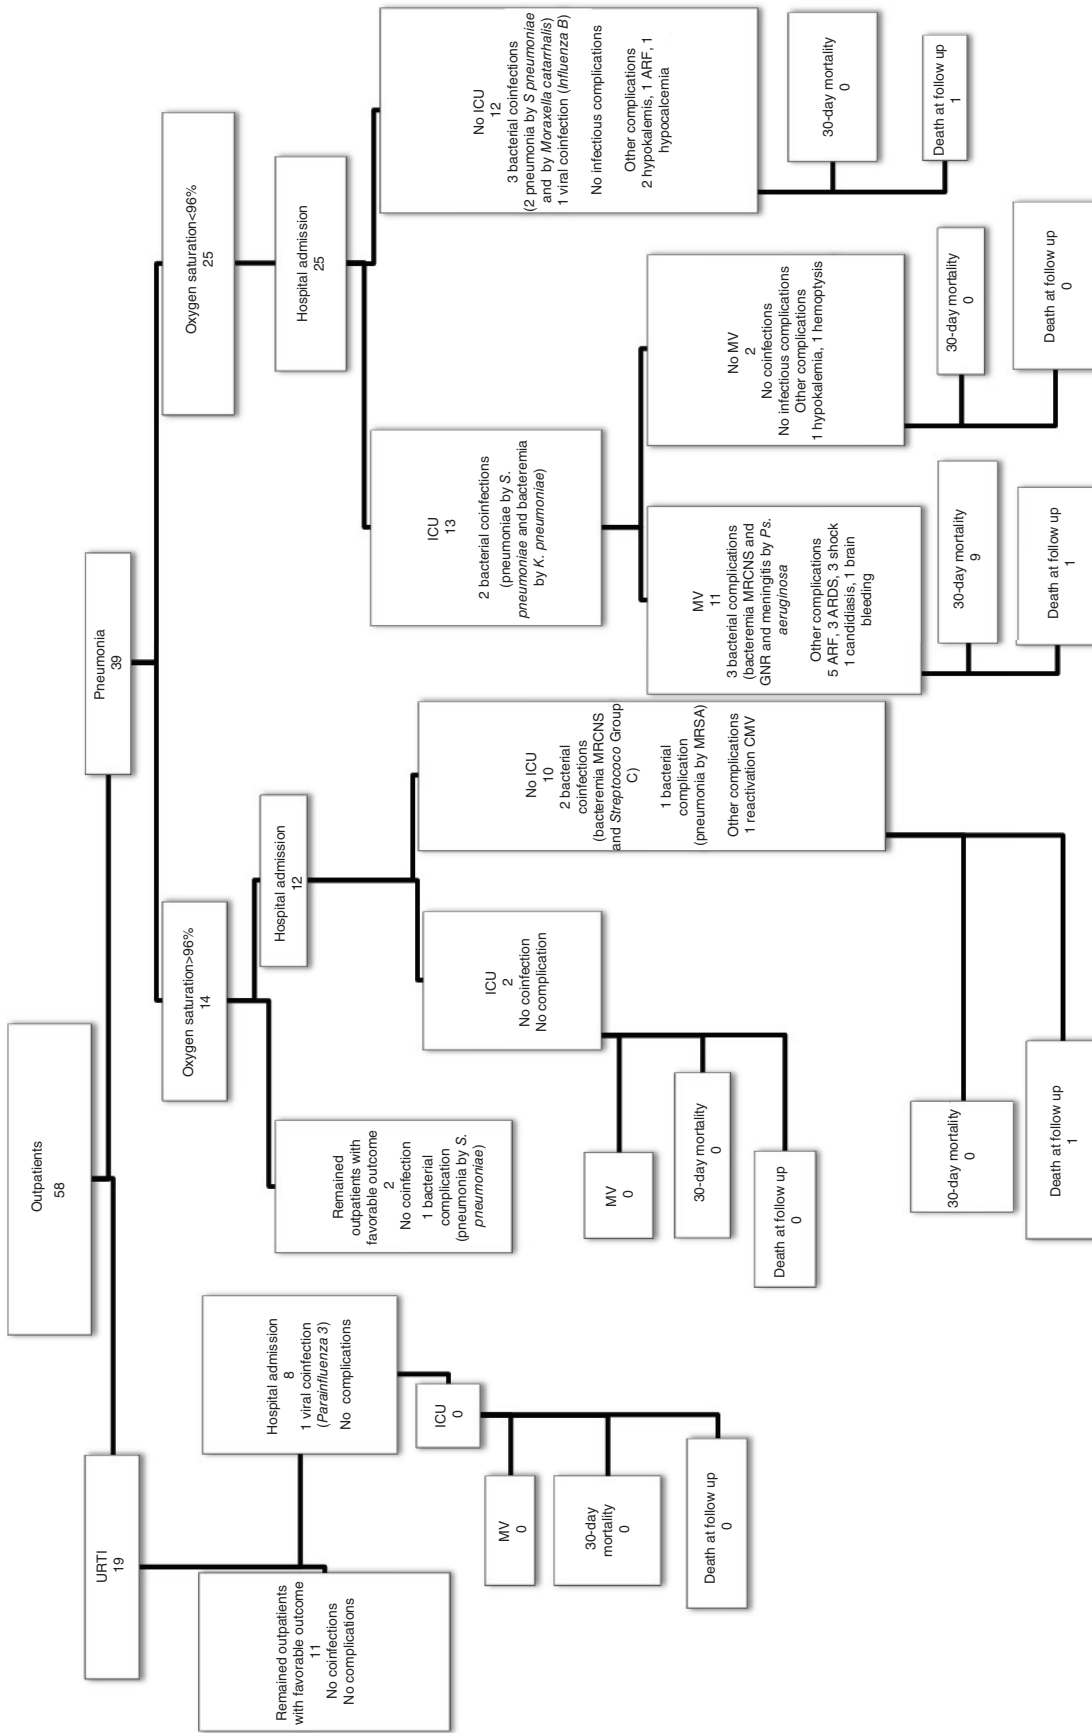 Outpatients
58
URTI
19
Pneumonia
39
Remained outpatients
with favorable outcome
11
No coinfections
No complications
Hospital admission
8
1 viral coinfection
(Parainfluenza 3)
No complications
ICU
0
MV
0
30-day
mortality
0
Death at follow up
0
Oxygen saturation>96%
14
Remained
outpatients with
favorable outcome
2
No coinfection
1 bacterial
complication
(pneumonia by S.
pneumoniae)
Hospital admission
12
ICU
2
No coinfection
No complication
MV
0
30-day mortality
0
Death at follow up
0
No ICU
10
2 bacterial
coinfections
(bacteremia MRCNS
and Streptococo Group
C)
1 bacterial
complication
(pneumonia by MRSA)
Other complications
1 reactivation CMV
30-day mortality
0
Death at follow up
1
Oxygen saturation<96%
25
Hospital admission
25
ICU
13
2 bacterial coinfections
(pneumoniae by S.
pneumoniae and bacteremia
by K. pneumoniae)
MV
11
3 bacterial complications
(bacteremia MRCNS and
GNR and meningitis by Ps.
aeruginosa
Other complications
5 ARF, 3 ARDS, 3 shock
1 candidiasis, 1 brain
bleeding
30-day mortality
9
Death at follow up
1
No MV
2
No coinfections
No infectious complications
Other complications
1 hypokalemia, 1 hemoptysis
30-day mortality
0
Death at follow up
0
No ICU
12
3 bacterial coinfections
(2 pneumonia by S pneumoniae
and by Moraxella catarrhalis)
1 viral coinfection (Influenza B)
No infectious complications
Other complications
2 hypokalemis, 1 ARF, 1
hypocalcemia
30-day mortality
0
Death at follow up
1